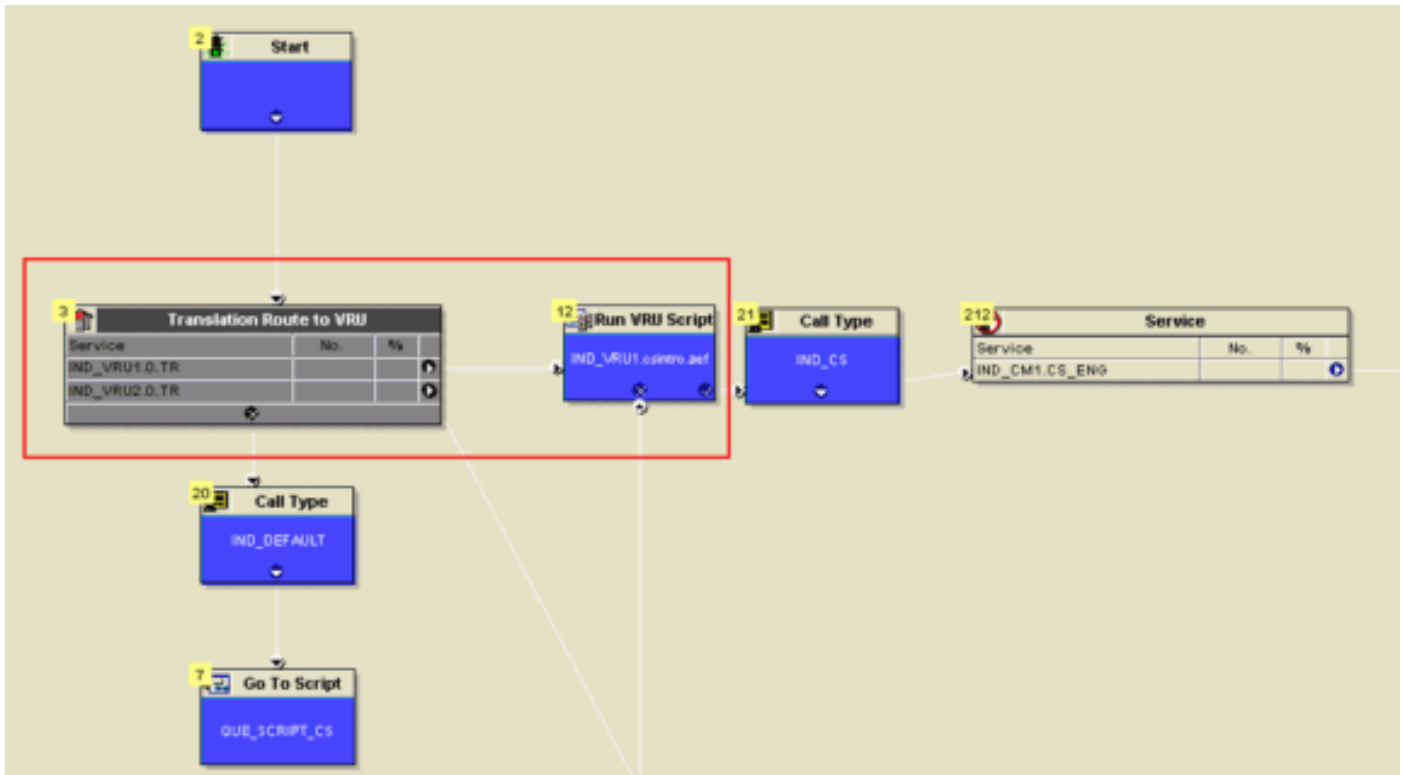 2
Start
3
Translation Route to VRU
Service No. %
IND_VRU1.0.TR
IND_VRU2.0.TR
12
Run VRU Script
IND_VRU1.csintro.aef
21
Call Type
IND_CS
212
Service
Service No. %
IND_CM1.CS_ENG
20
Call Type
IND_DEFAULT
7
Go To Script
QUE_SCRIPT_CS